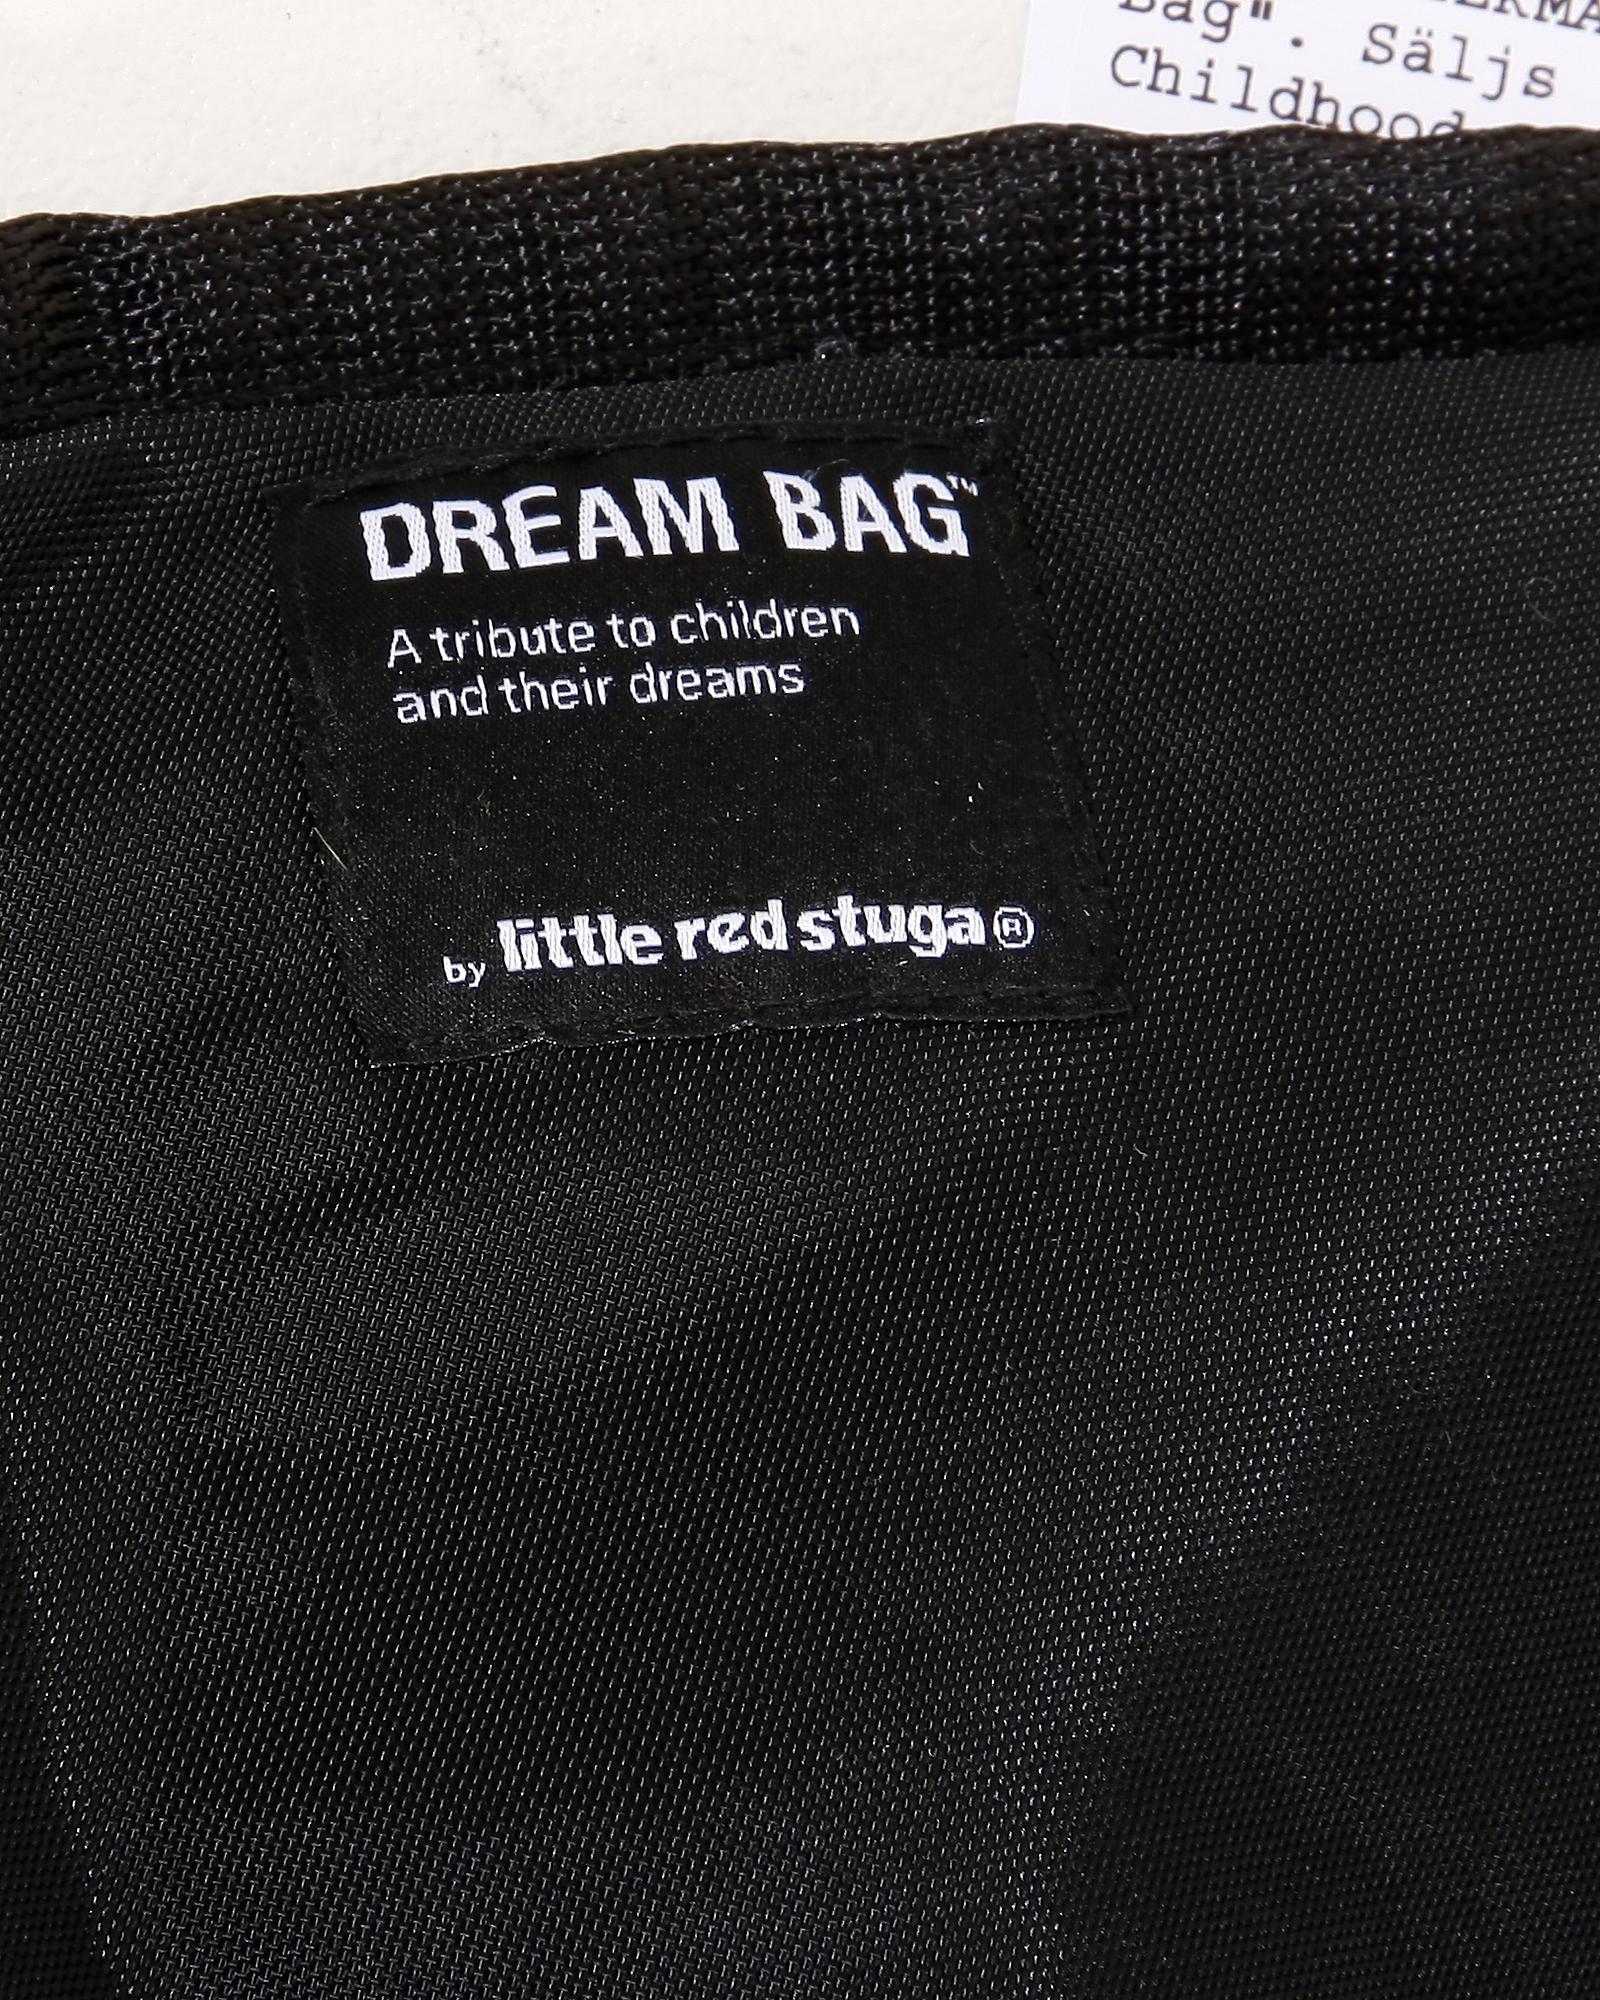 Bag". Säljs
Childhood
DREAM BAG™
A tribute to children
and their dreams
by little red stuga®